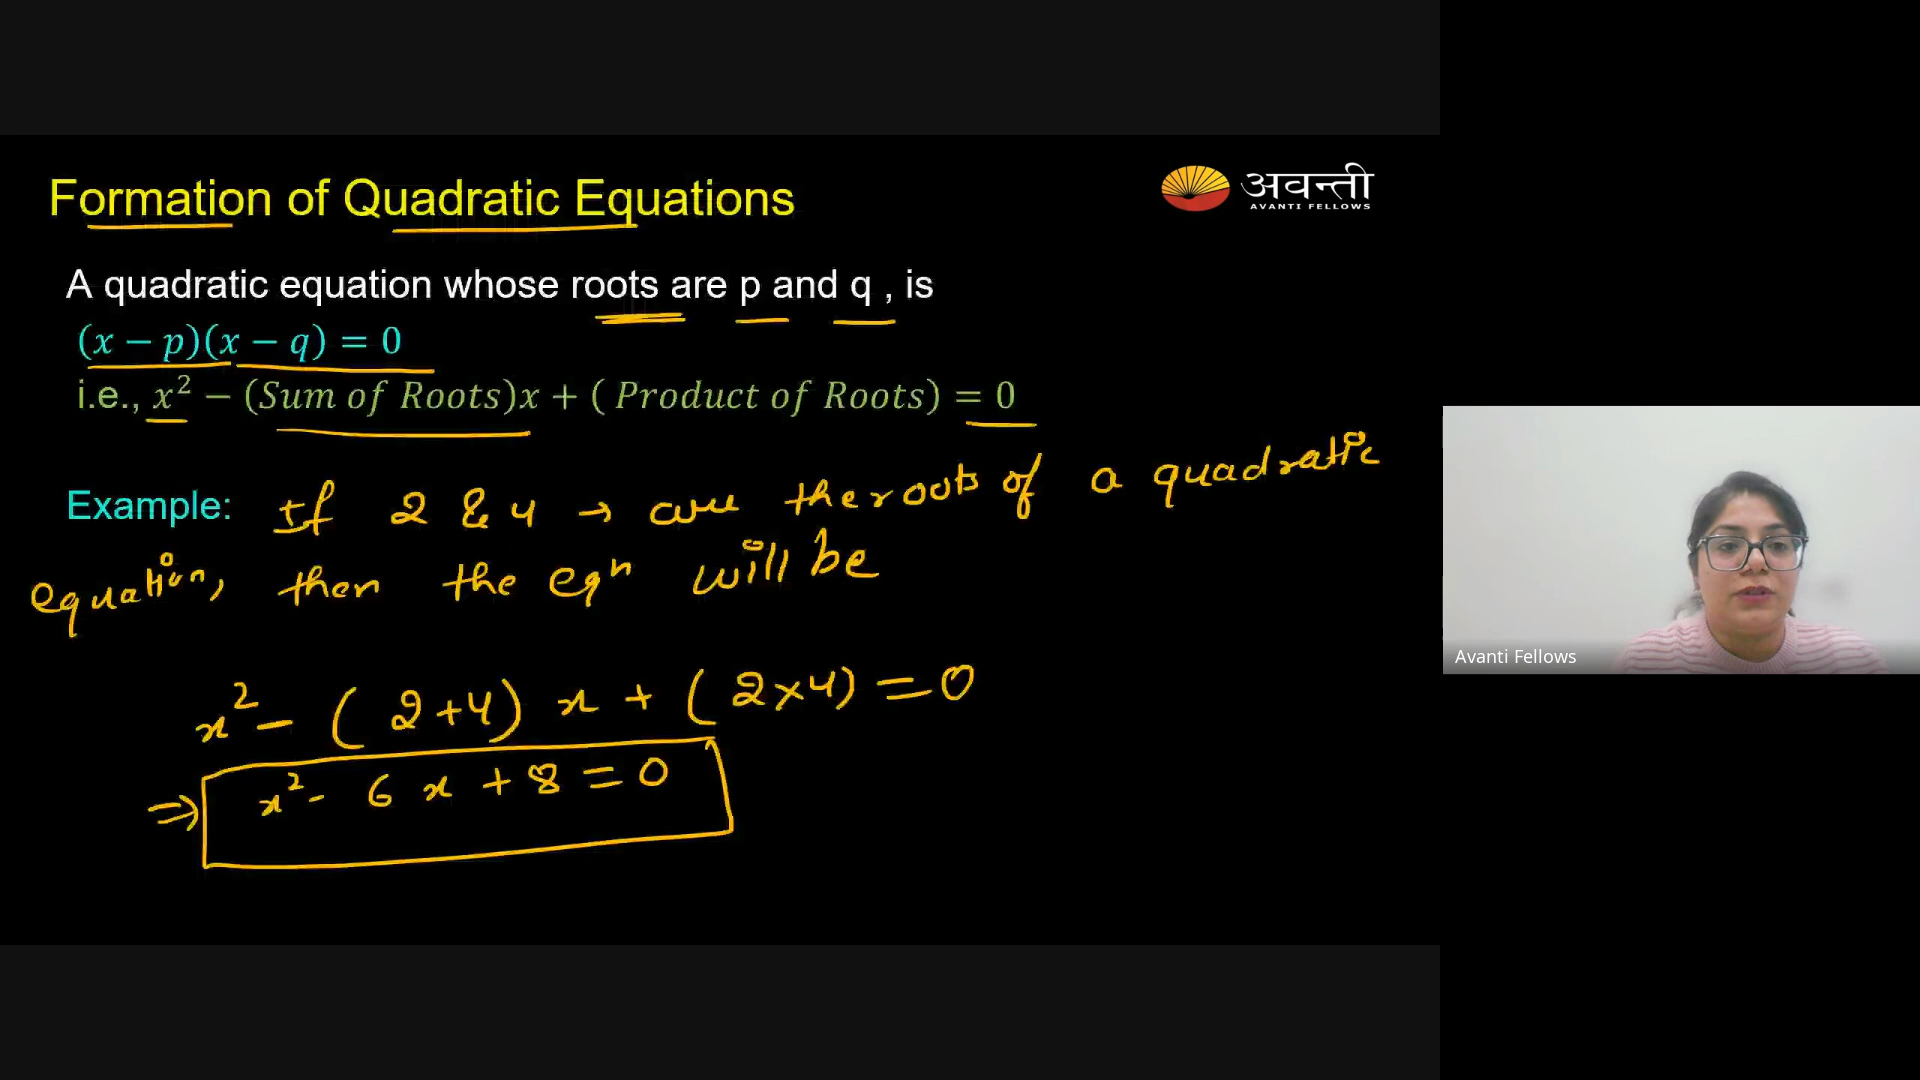 Formation of Quadratic Equations
अवन्ती
AVANTI FELLOWS
A quadratic equation whose roots are p and q , is
(x − p)(x − q) = 0
i.e., x² − (Sum of Roots)x + ( Product of Roots) = 0
Example: If 2 & 4 → are the roots of a quadratic
equation, then the eqⁿ will be
x² − ( 2+4) x + ( 2×4) = 0
⇒ x² - 6 x + 8 = 0
Avanti Fellows